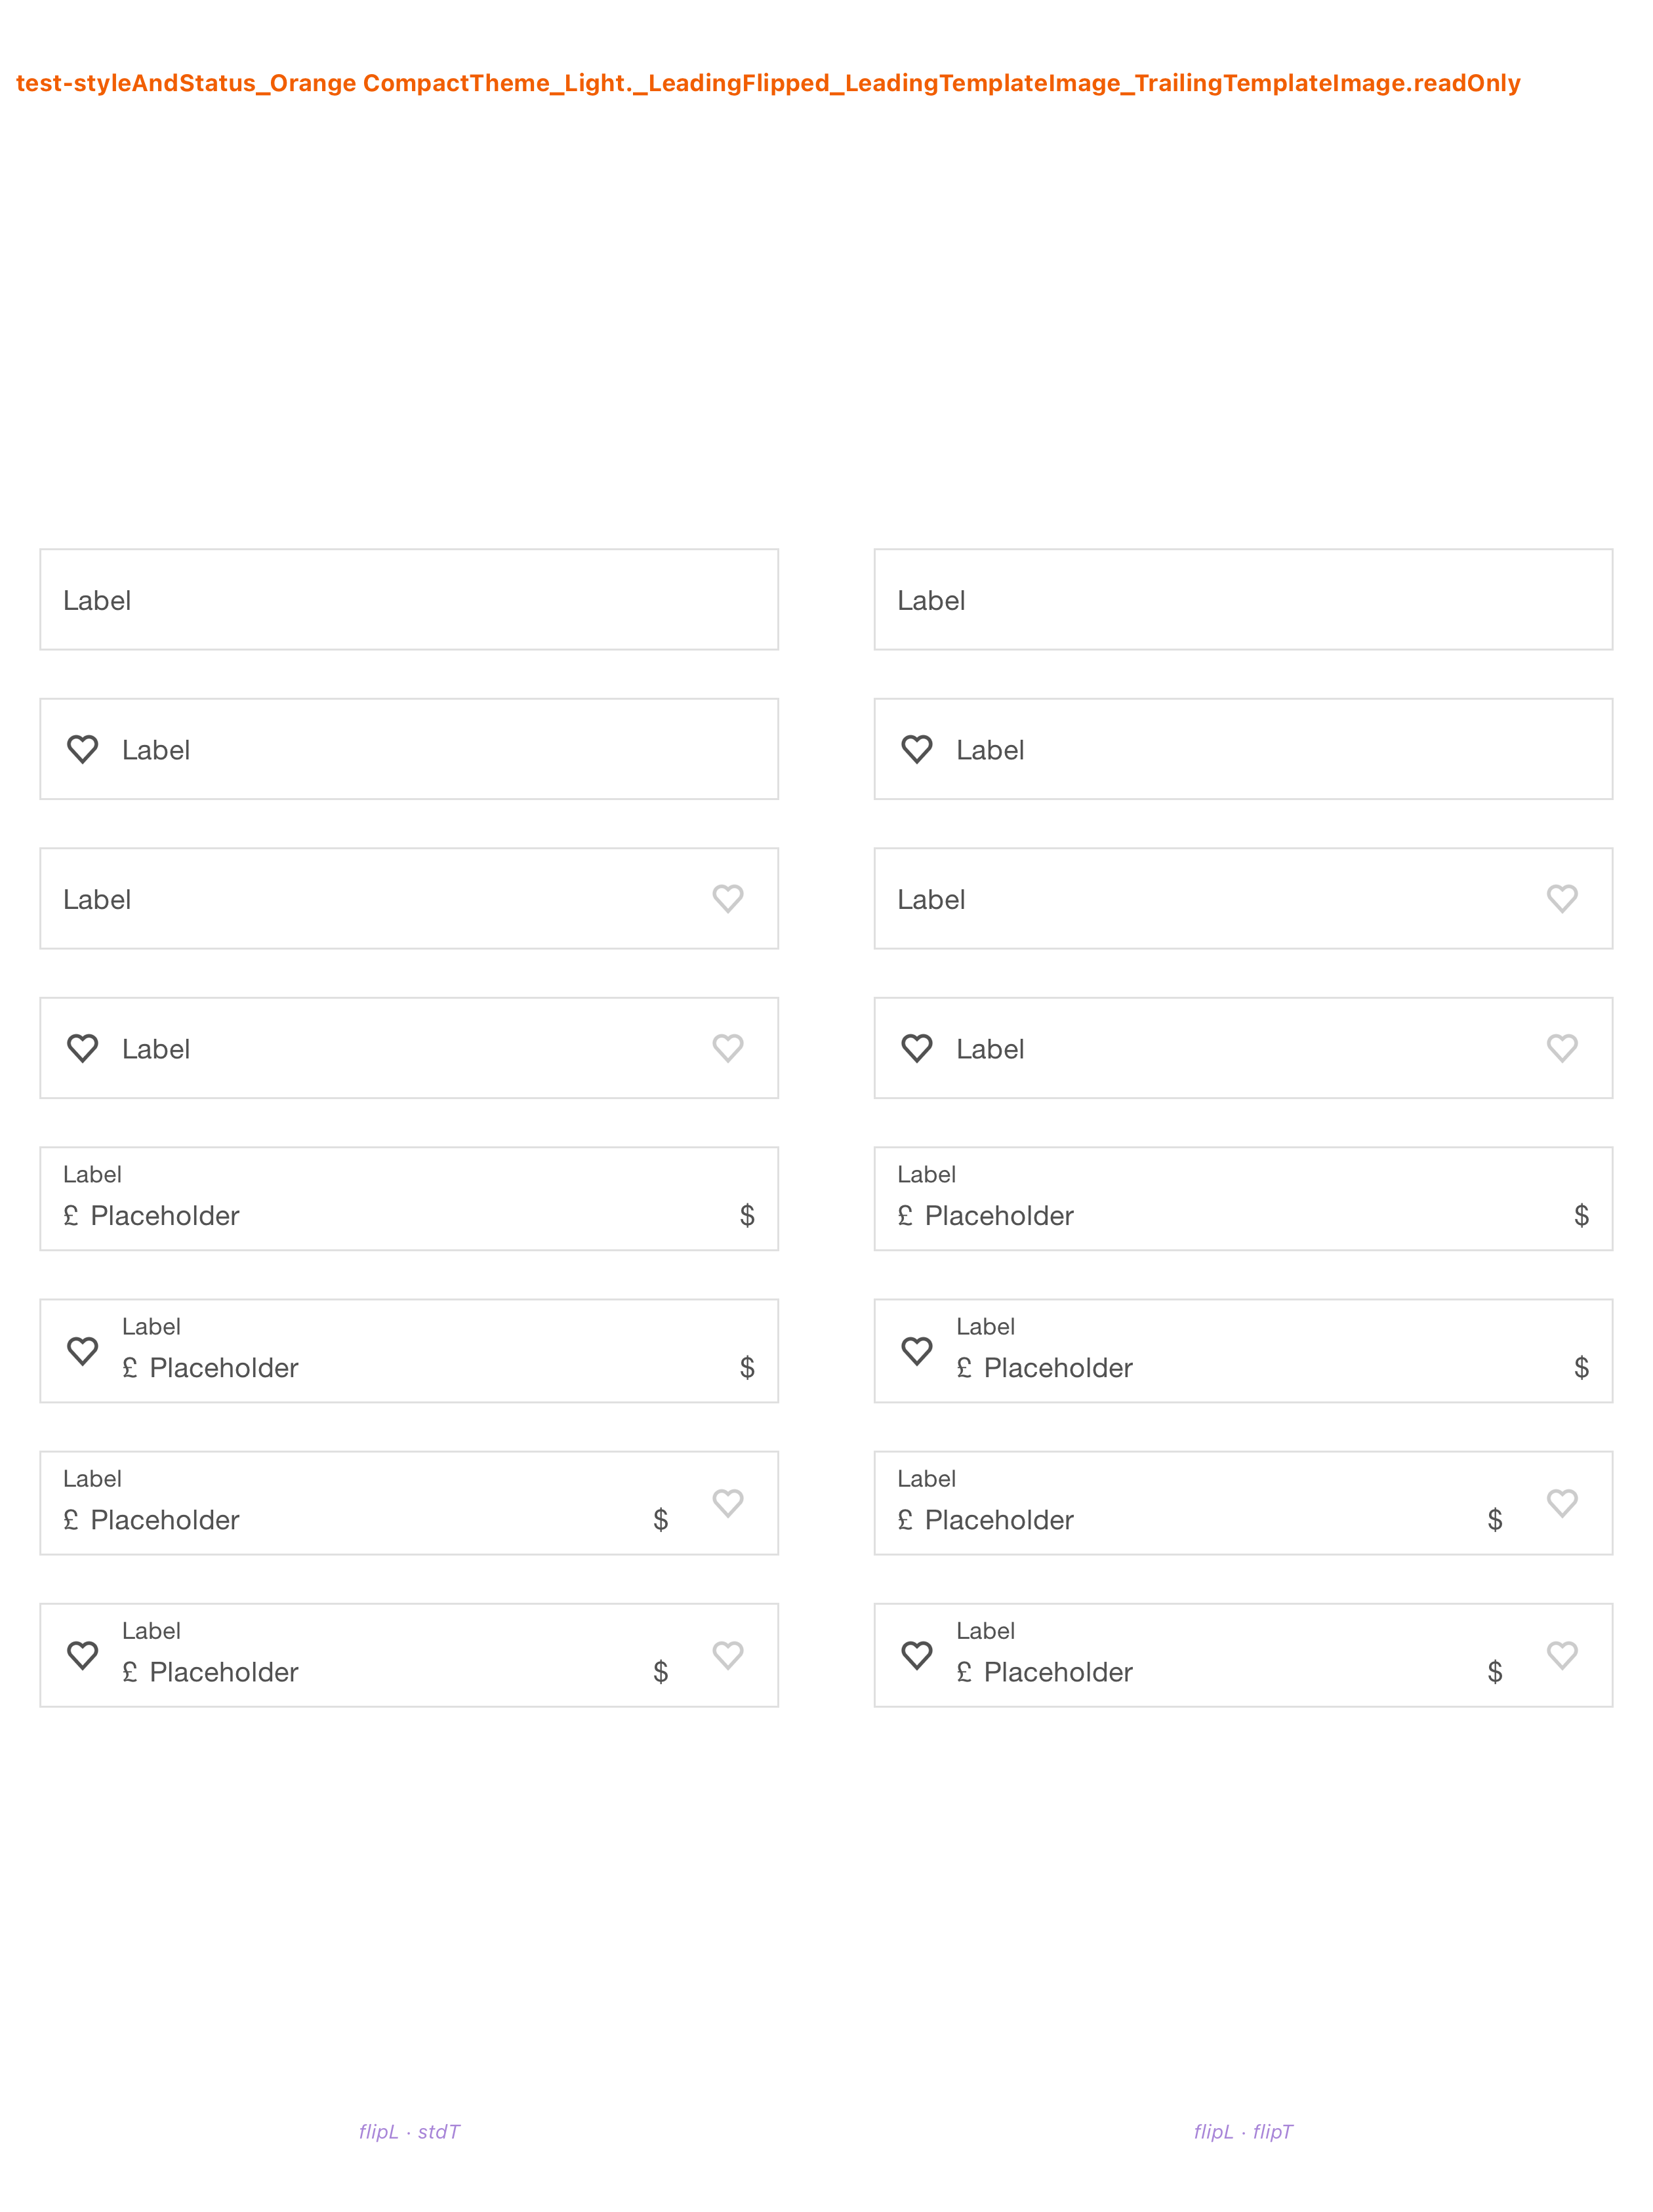 test-styleAndStatus_Orange CompactTheme_Light._LeadingFlipped_LeadingTemplateImage_TrailingTemplateImage.readOnly
Label
Label
Label
Label
Label
Label
Label
Label
Label
Label
£ Placeholder $
£ Placeholder $
Label
Label
£ Placeholder $
£ Placeholder $
Label
Label
£ Placeholder $
£ Placeholder $
Label
Label
£ Placeholder $
£ Placeholder $
flipL · stdT
flipL · flipT